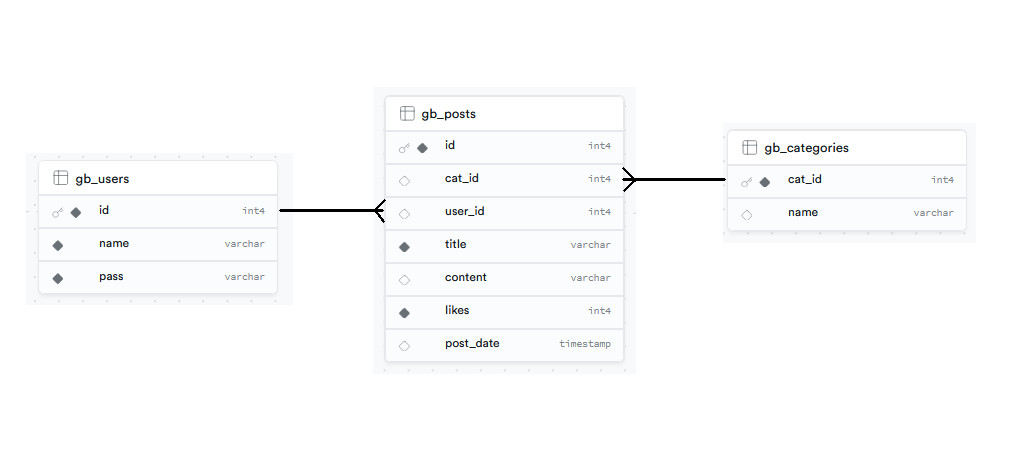 gb_users
id int4
name varchar
pass varchar
gb_posts
id int4
cat_id int4
user_id int4
title varchar
content varchar
likes int4
post_date timestamp
gb_categories
cat_id int4
name varchar